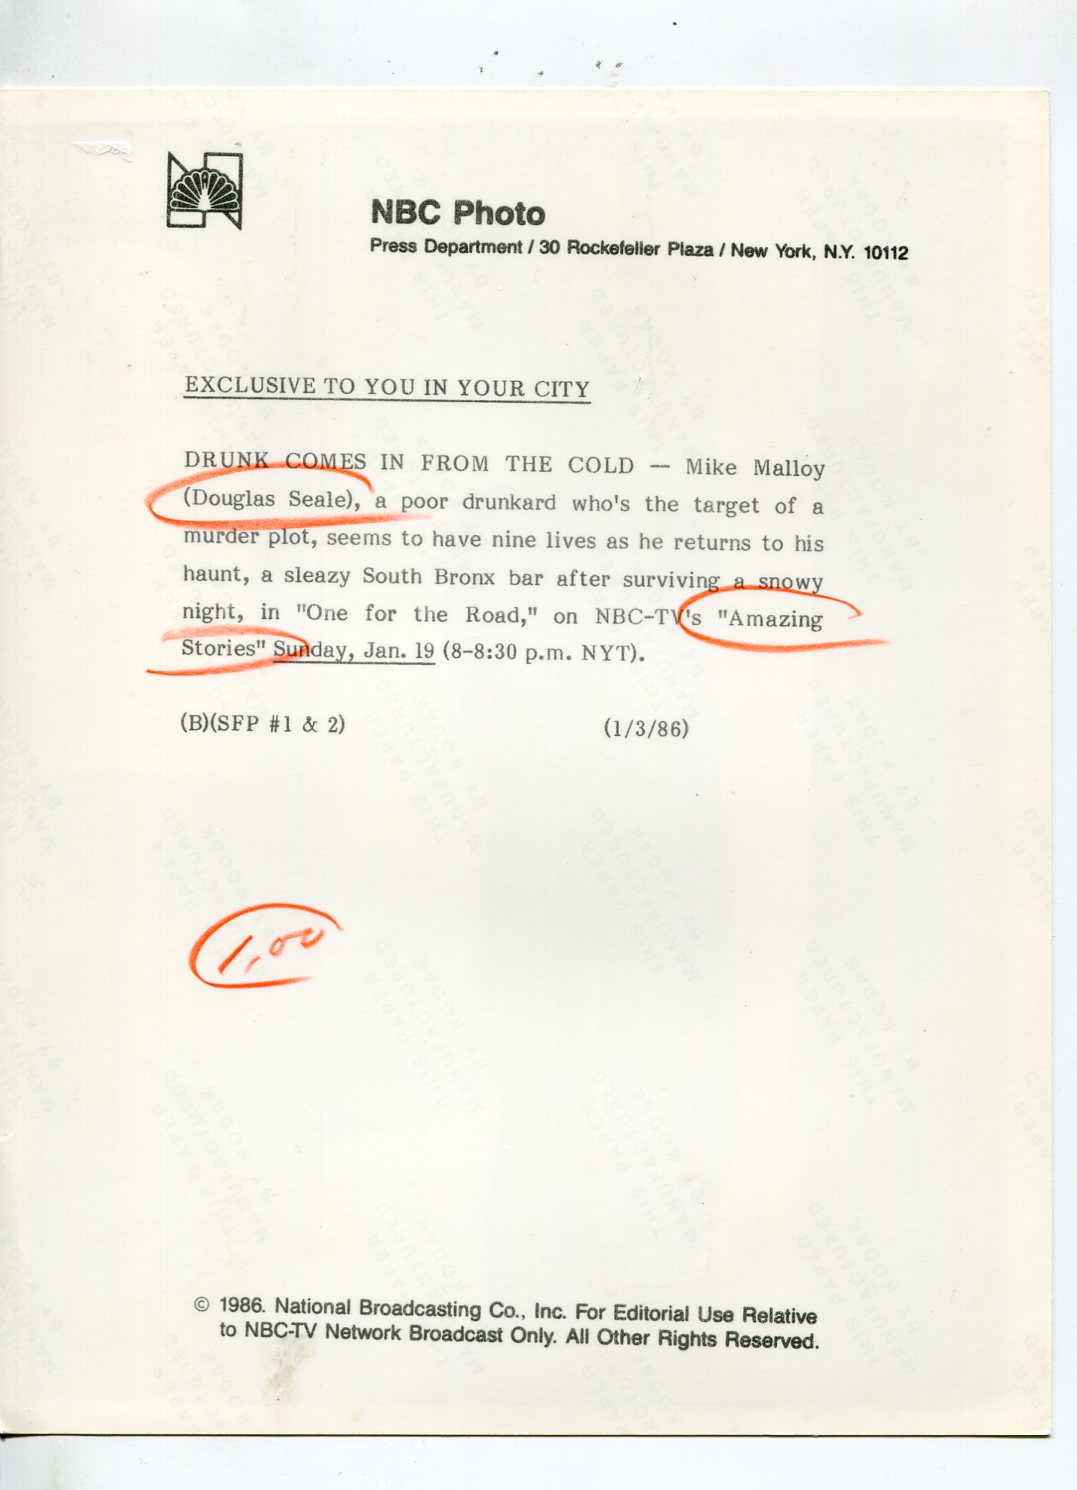 NBC Photo
Press Department / 30 Rockefeller Plaza / New York, N.Y. 10112
EXCLUSIVE TO YOU IN YOUR CITY
DRUNK COMES IN FROM THE COLD — Mike Malloy
(Douglas Seale), a poor drunkard who's the target of a
murder plot, seems to have nine lives as he returns to his
haunt, a sleazy South Bronx bar after surviving a snowy
night, in "One for the Road," on NBC-TV's "Amazing
Stories" Sunday, Jan. 19 (8-8:30 p.m. NYT).
(B)(SFP #1 & 2) (1/3/86)
1,00
© 1986. National Broadcasting Co., Inc. For Editorial Use Relative
to NBC-TV Network Broadcast Only. All Other Rights Reserved.